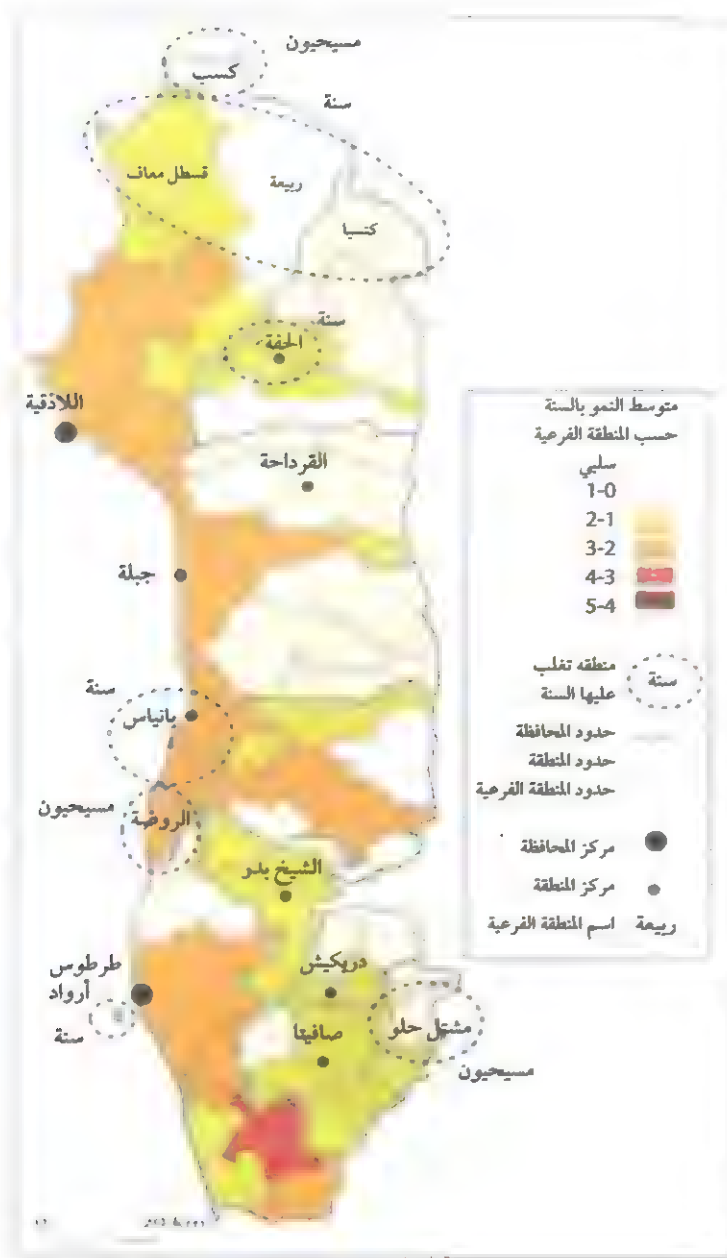 مسيحيون
كسب
سنة
قسطل معاف
ربيعة
كنسبا
سنة
الحفة
اللاذقية
القرداحة
جبلة
سنة
بانياس
مسيحيون
الروضة
الشيخ بدر
طرطوس
أرواد
سنة
دريكيش
صافيتا
مشتل حلو
مسيحيون
متوسط النمو بالسنة
حسب المنطقة الفرعية
سلبي
1-0
2-1
3-2
4-3
5-4
منطقه تغلب
عليها السنة
سنة
حدود المحافظة
حدود المنطقة
حدود المنطقة الفرعية
مركز المحافظة
مركز المنطقة
اسم المنطقة الفرعية
ربيعة